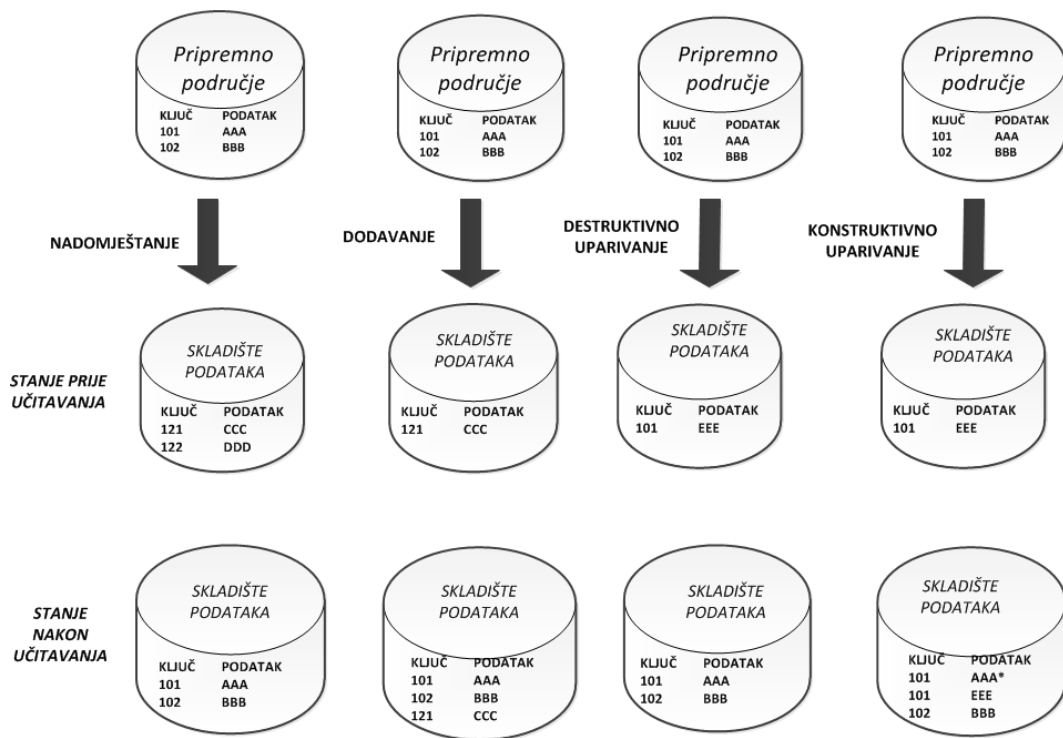 Pripremno
područje
KLJUČ PODATAK
101 AAA
102 BBB
Pripremno
područje
KLJUČ PODATAK
101 AAA
102 BBB
Pripremno
područje
KLJUČ PODATAK
101 AAA
102 BBB
Pripremno
područje
KLJUČ PODATAK
101 AAA
102 BBB
NADOMJEŠTANJE
DODAVANJE
DESTRUKTIVNO
UPARIVANJE
KONSTRUKTIVNO
UPARIVANJE
STANJE PRIJE
UČITAVANJA
SKLADIŠTE
PODATAKA
KLJUČ PODATAK
121 CCC
122 DDD
SKLADIŠTE
PODATAKA
KLJUČ PODATAK
121 CCC
SKLADIŠTE
PODATAKA
KLJUČ PODATAK
101 EEE
SKLADIŠTE
PODATAKA
KLJUČ PODATAK
101 EEE
STANJE
NAKON
UČITAVANJA
SKLADIŠTE
PODATAKA
KLJUČ PODATAK
101 AAA
102 BBB
SKLADIŠTE
PODATAKA
KLJUČ PODATAK
101 AAA
102 BBB
121 CCC
SKLADIŠTE
PODATAKA
KLJUČ PODATAK
101 AAA
102 BBB
SKLADIŠTE
PODATAKA
KLJUČ PODATAK
101 AAA*
101 EEE
102 BBB